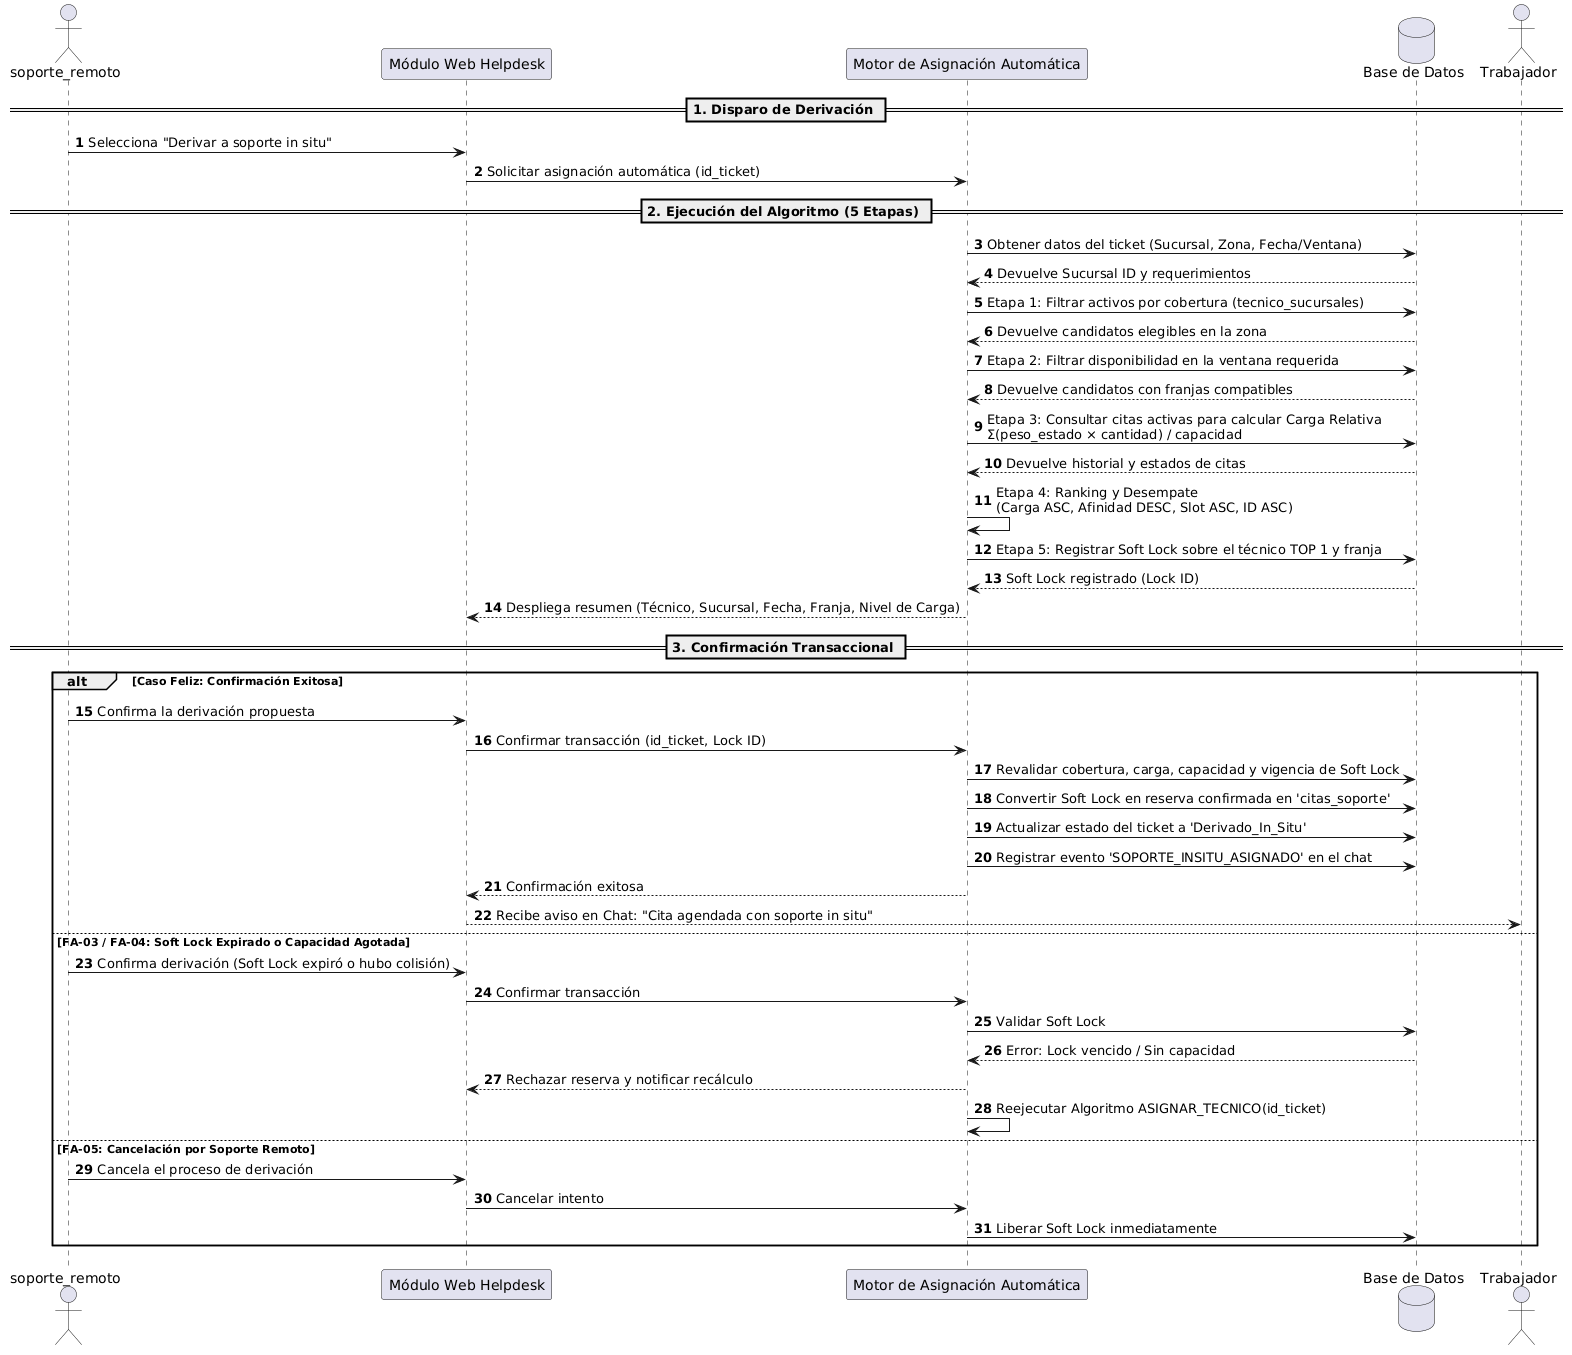 soporte_remoto
Módulo Web Helpdesk
Motor de Asignación Automática
Base de Datos
Trabajador
1. Disparo de Derivación
1 Selecciona "Derivar a soporte in situ"
2 Solicitar asignación automática (id_ticket)
2. Ejecución del Algoritmo (5 Etapas)
3 Obtener datos del ticket (Sucursal, Zona, Fecha/Ventana)
4 Devuelve Sucursal ID y requerimientos
5 Etapa 1: Filtrar activos por cobertura (tecnico_sucursales)
6 Devuelve candidatos elegibles en la zona
7 Etapa 2: Filtrar disponibilidad en la ventana requerida
8 Devuelve candidatos con franjas compatibles
9 Etapa 3: Consultar citas activas para calcular Carga Relativa
Σ(peso_estado × cantidad) / capacidad
10 Devuelve historial y estados de citas
11 Etapa 4: Ranking y Desempate
(Carga ASC, Afinidad DESC, Slot ASC, ID ASC)
12 Etapa 5: Registrar Soft Lock sobre el técnico TOP 1 y franja
13 Soft Lock registrado (Lock ID)
14 Despliega resumen (Técnico, Sucursal, Fecha, Franja, Nivel de Carga)
3. Confirmación Transaccional
alt [Caso Feliz: Confirmación Exitosa]
15 Confirma la derivación propuesta
16 Confirmar transacción (id_ticket, Lock ID)
17 Revalidar cobertura, carga, capacidad y vigencia de Soft Lock
18 Convertir Soft Lock en reserva confirmada en 'citas_soporte'
19 Actualizar estado del ticket a 'Derivado_In_Situ'
20 Registrar evento 'SOPORTE_INSITU_ASIGNADO' en el chat
21 Confirmación exitosa
22 Recibe aviso en Chat: "Cita agendada con soporte in situ"
[FA-03 / FA-04: Soft Lock Expirado o Capacidad Agotada]
23 Confirma derivación (Soft Lock expiró o hubo colisión)
24 Confirmar transacción
25 Validar Soft Lock
26 Error: Lock vencido / Sin capacidad
27 Rechazar reserva y notificar recálculo
28 Reejecutar Algoritmo ASIGNAR_TECNICO(id_ticket)
[FA-05: Cancelación por Soporte Remoto]
29 Cancela el proceso de derivación
30 Cancelar intento
31 Liberar Soft Lock inmediatamente
soporte_remoto
Módulo Web Helpdesk
Motor de Asignación Automática
Base de Datos
Trabajador